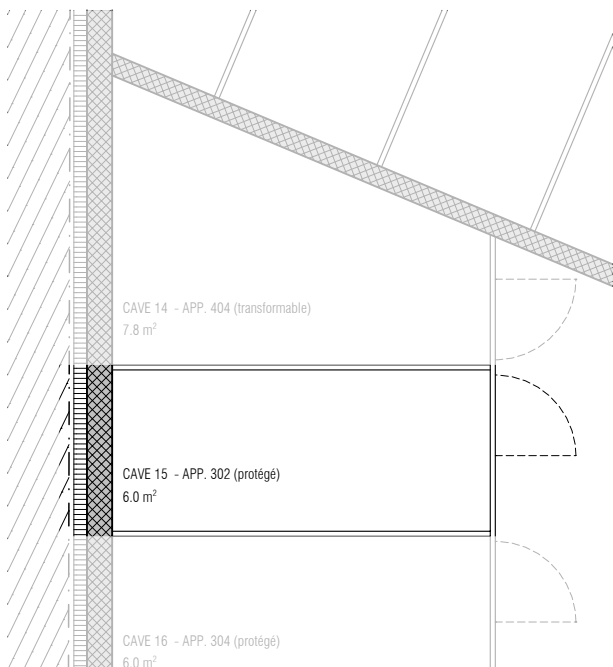 CAVE 14 - APP. 404 (transformable)
7.8 m²
CAVE 15 - APP. 302 (protégé)
6.0 m²
CAVE 16 - APP. 304 (protégé)
6.0 m²